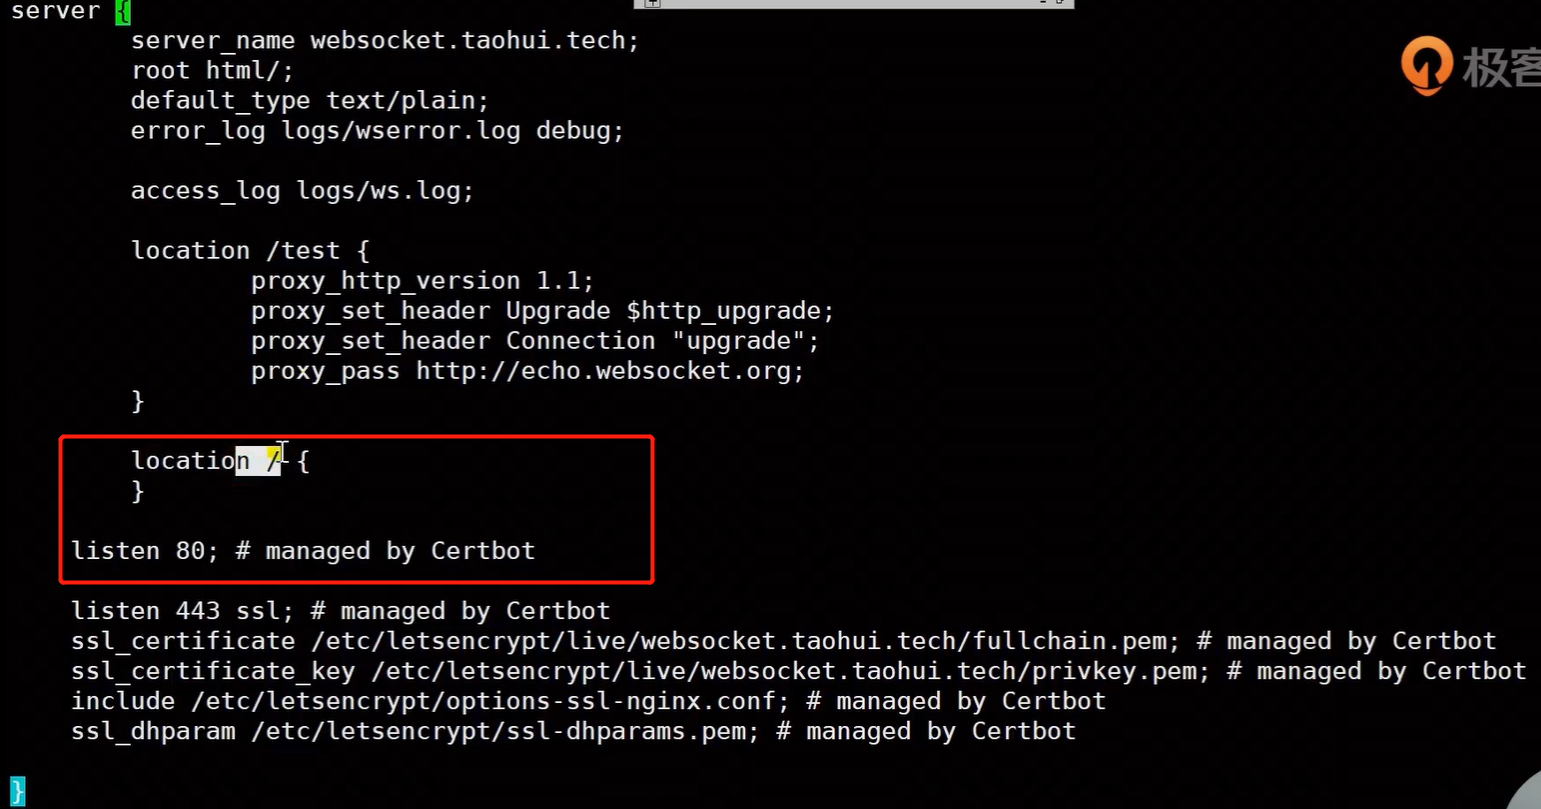 server {
server_name websocket.taohui.tech;
root html/;
default_type text/plain;
error_log logs/wserror.log debug;
access_log logs/ws.log;
location /test {
proxy_http_version 1.1;
proxy_set_header Upgrade $http_upgrade;
proxy_set_header Connection "upgrade";
proxy_pass http://echo.websocket.org;
}
location / {
}
listen 80; # managed by Certbot
listen 443 ssl; # managed by Certbot
ssl_certificate /etc/letsencrypt/live/websocket.taohui.tech/fullchain.pem; # managed by Certbot
ssl_certificate_key /etc/letsencrypt/live/websocket.taohui.tech/privkey.pem; # managed by Certbot
include /etc/letsencrypt/options-ssl-nginx.conf; # managed by Certbot
ssl_dhparam /etc/letsencrypt/ssl-dhparams.pem; # managed by Certbot
}
极客